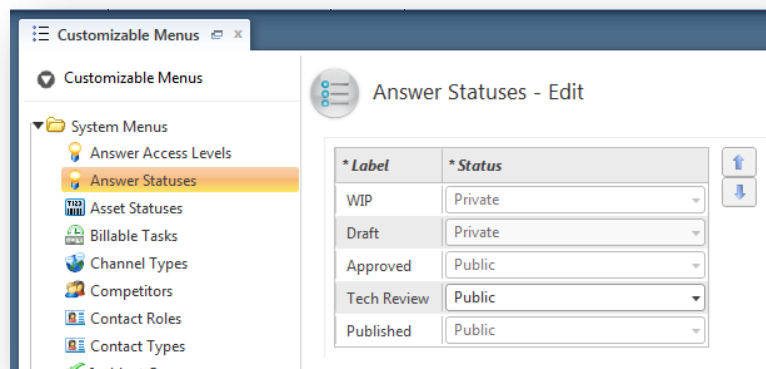 Customizable Menus
Customizable Menus
System Menus
Answer Access Levels
Answer Statuses
Asset Statuses
Billable Tasks
Channel Types
Competitors
Contact Roles
Contact Types
Answer Statuses - Edit
* Label * Status
WIP Private
Draft Private
Approved Public
Tech Review Public
Published Public